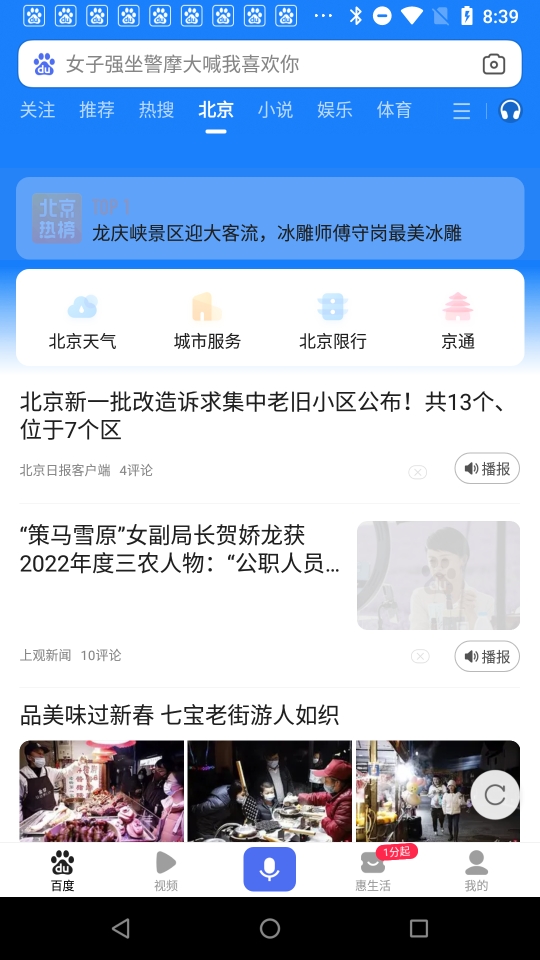 8:39
du 女子强坐警摩大喊我喜欢你
关注 推荐 热搜 北京 小说 娱乐 体育
北京
热榜
龙庆峡景区迎大客流，冰雕师傅守岗最美冰雕
北京天气 城市服务 北京限行 京通
北京新一批改造诉求集中老旧小区公布！共13个、
位于7个区
北京日报客户端 4评论 播报
“策马雪原”女副局长贺娇龙获
2022年度三农人物：“公职人员...
上观新闻 10评论 播报
品美味过新春 七宝老街游人如织
1分起
百度 视频 惠生活 我的